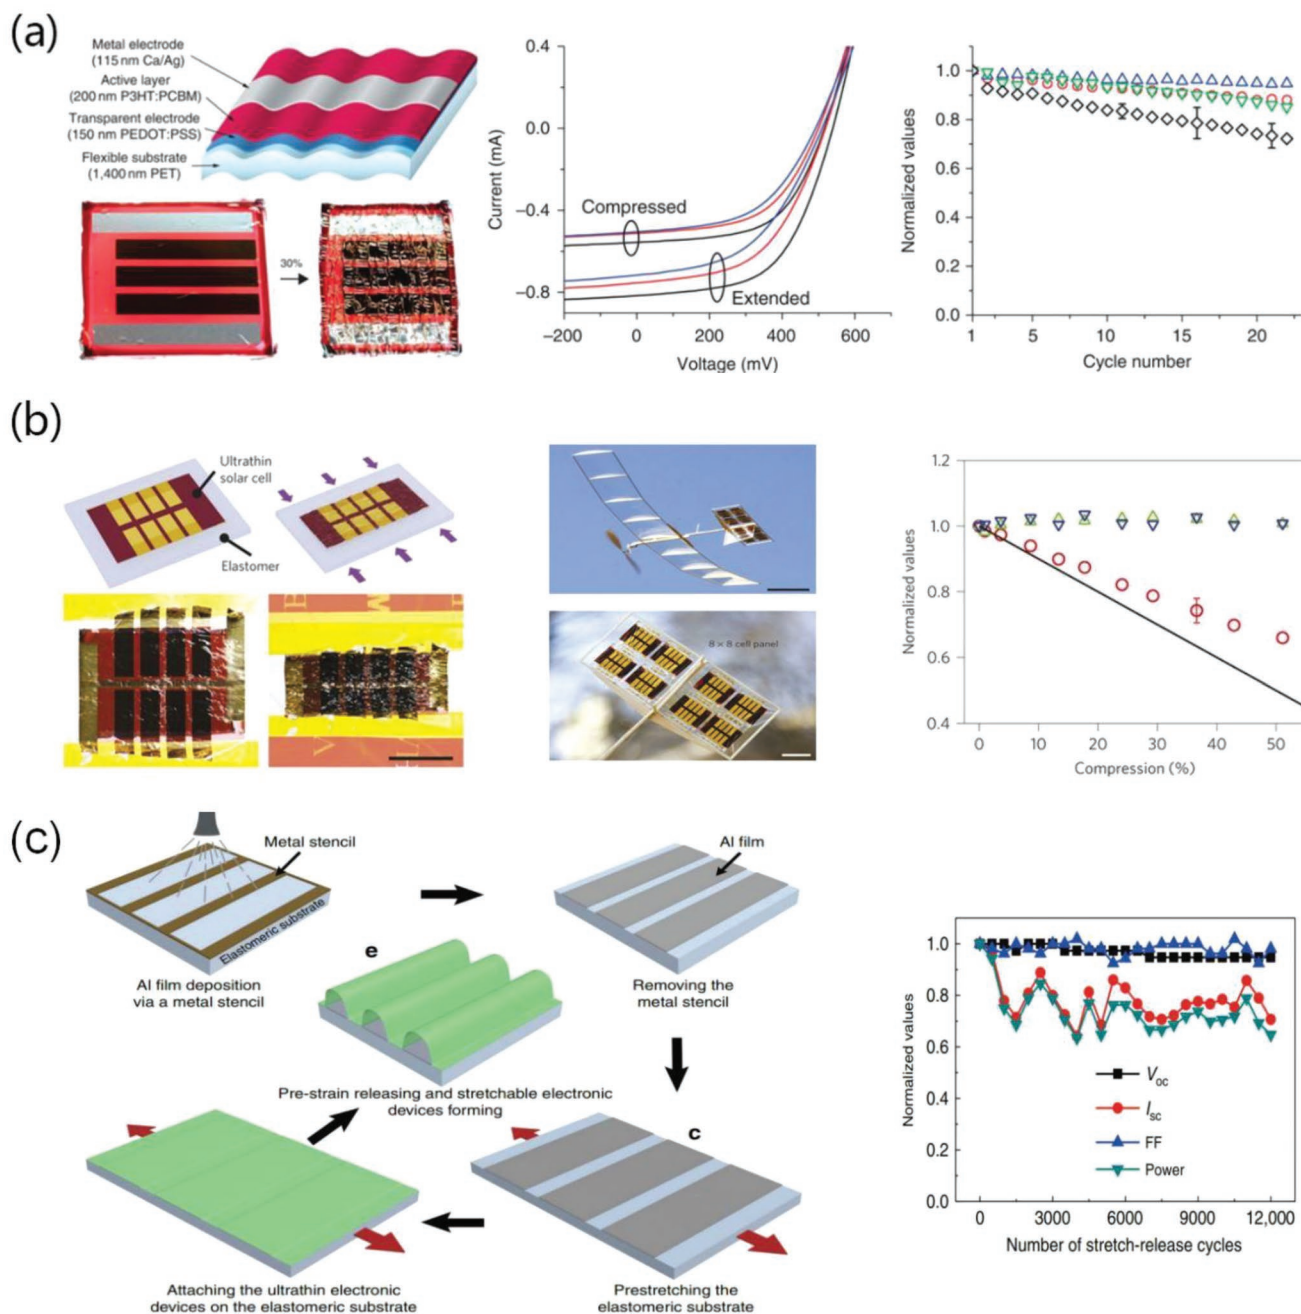 (a)
Metal electrode
(115 nm Ca/Ag)
Active layer
(200 nm P3HT:PCBM)
Transparent electrode
(150 nm PEDOT:PSS)
Flexible substrate
(1,400 nm PET)
30%
0.4
0.0
−0.4
−0.8
Current (mA)
Compressed
Extended
−200
0
200
400
600
Voltage (mV)
1.0
0.8
0.6
0.4
0.2
0.0
Normalized values
1
5
10
15
20
Cycle number
(b)
Ultrathin
solar cell
Elastomer
8 × 8 cell panel
1.2
1.0
0.8
0.6
0.4
Normalized values
0
10
20
30
40
50
Compression (%)
(c)
Metal stencil
Elastomeric substrate
Al film deposition
via a metal stencil
Al film
Removing the
metal stencil
e
Pre-strain releasing and stretchable electronic
devices forming
c
Attaching the ultrathin electronic
devices on the elastomeric substrate
Prestretching the
elastomeric substrate
1.0
0.8
0.6
0.4
0.2
0.0
Normalized values
Voc
Isc
FF
Power
0
3000
6000
9000
12,000
Number of stretch-release cycles